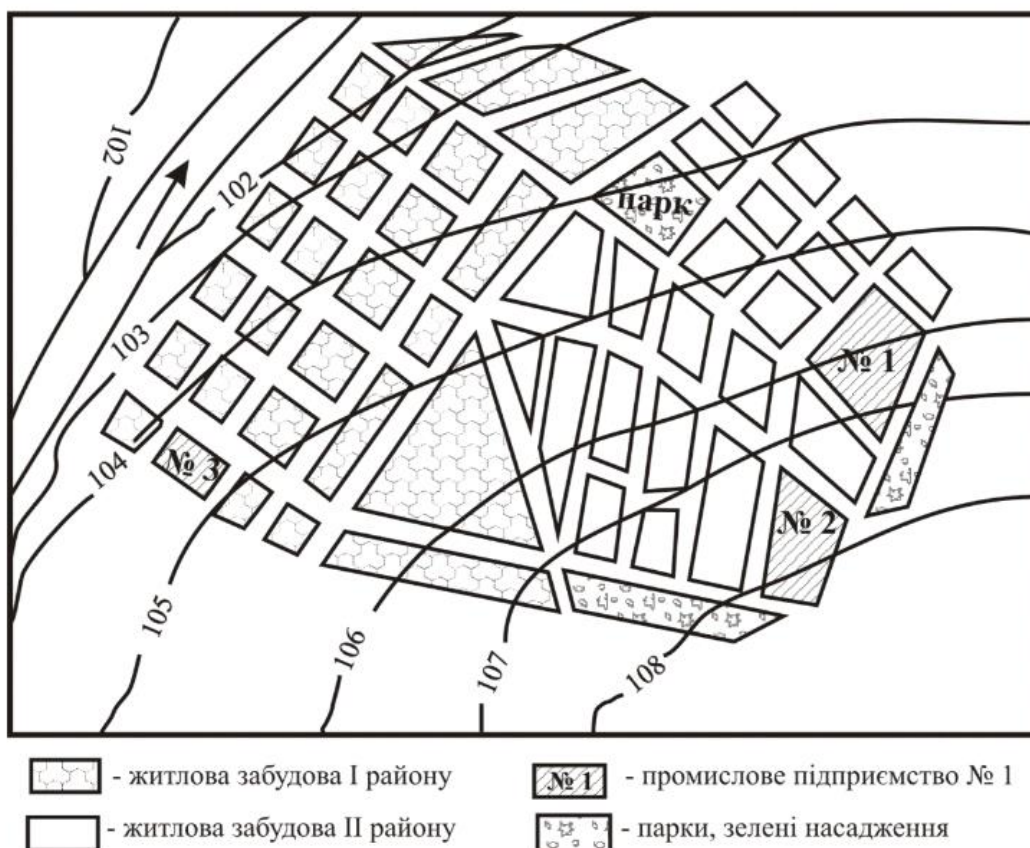 102
102
парк
103
№ 1
104
№ 3
№ 2
105
106
107
108
- житлова забудова I району
№ 1 - промислове підприємство № 1
- житлова забудова II району
- парки, зелені насадження